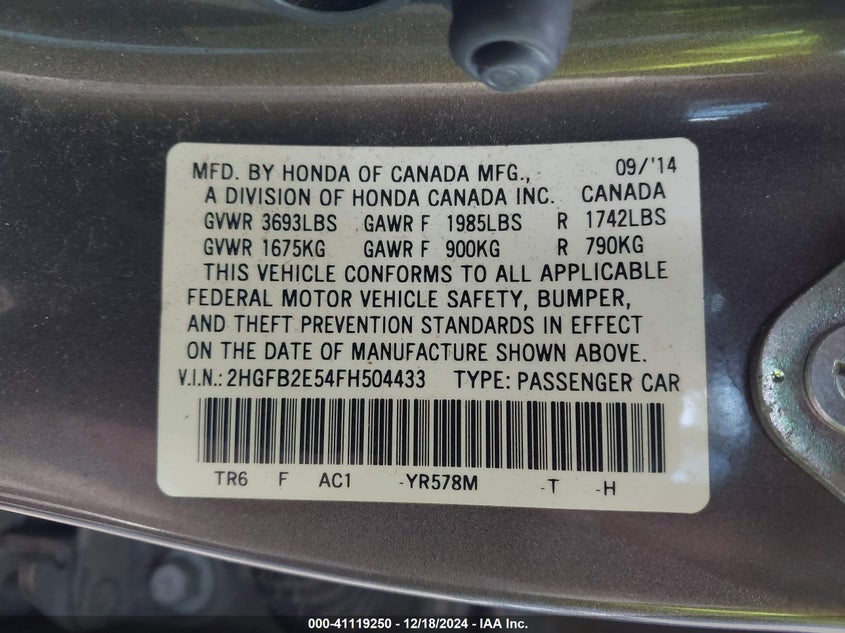 MFD. BY HONDA OF CANADA MFG., 09/'14
A DIVISION OF HONDA CANADA INC. CANADA
GVWR 3693LBS GAWR F 1985LBS R 1742LBS
GVWR 1675KG GAWR F 900KG R 790KG
THIS VEHICLE CONFORMS TO ALL APPLICABLE
FEDERAL MOTOR VEHICLE SAFETY, BUMPER,
AND THEFT PREVENTION STANDARDS IN EFFECT
ON THE DATE OF MANUFACTURE SHOWN ABOVE.
V.I.N.: 2HGFB2E54FH504433 TYPE: PASSENGER CAR
TR6 F AC1 -YR578M -T -H
000-41119250 - 12/18/2024 - IAA Inc.